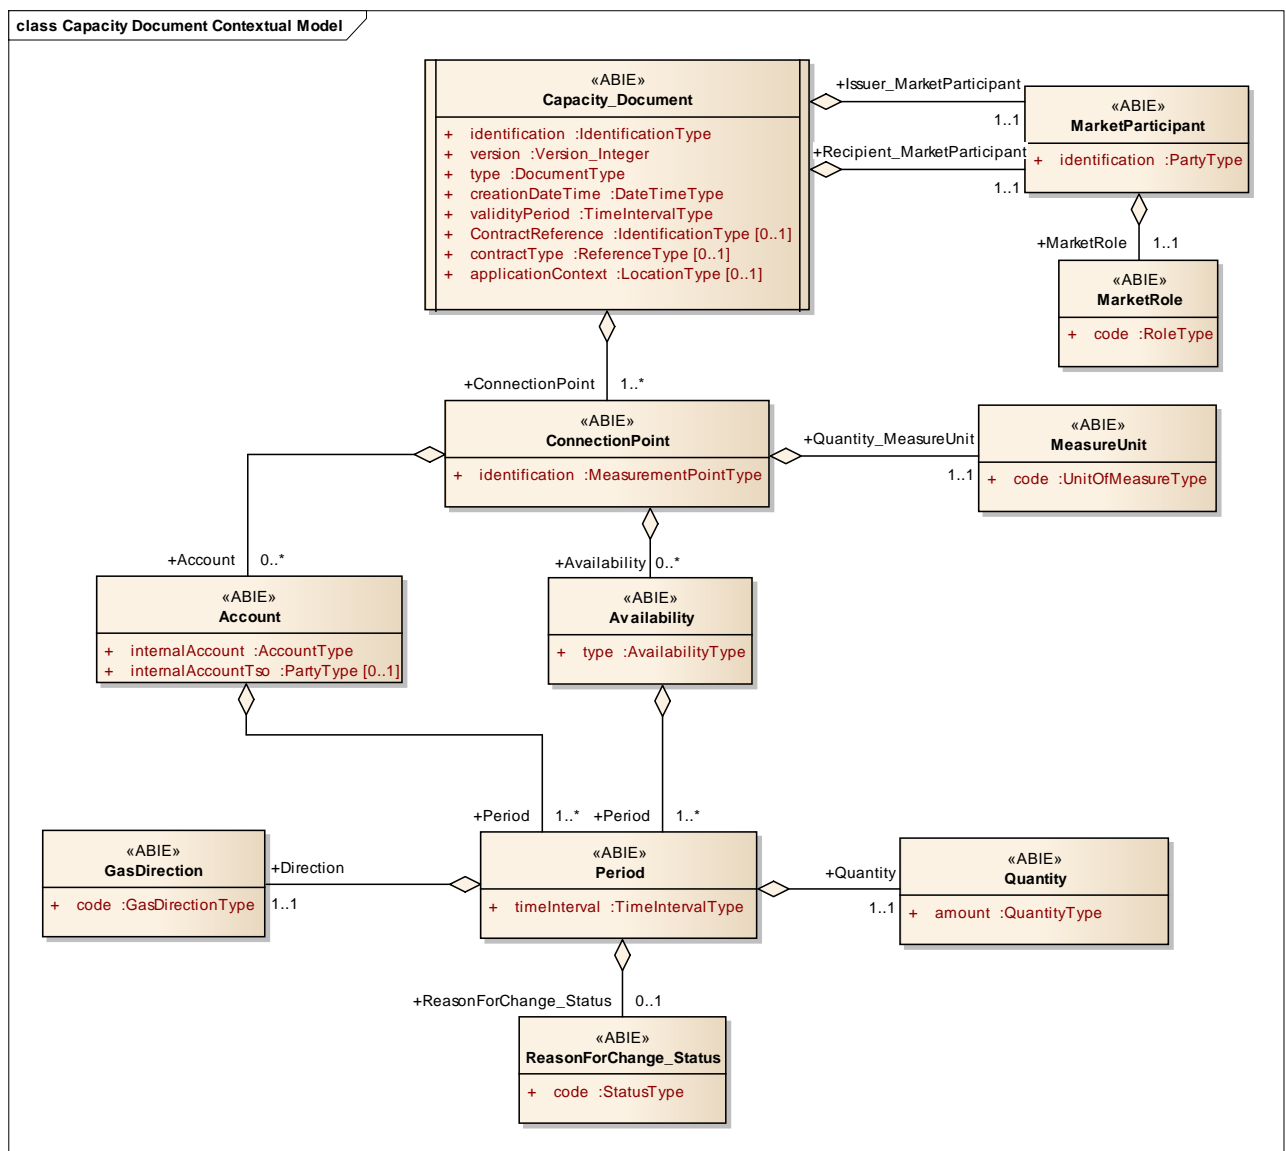 class Capacity Document Contextual Model
«ABIE»
Capacity_Document
+ identification :IdentificationType
+ version :Version_Integer
+ type :DocumentType
+ creationDateTime :DateTimeType
+ validityPeriod :TimeIntervalType
+ ContractReference :IdentificationType [0..1]
+ contractType :ReferenceType [0..1]
+ applicationContext :LocationType [0..1]
+Issuer_MarketParticipant
1..1
+Recipient_MarketParticipant
1..1
«ABIE»
MarketParticipant
+ identification :PartyType
+MarketRole 1..1
«ABIE»
MarketRole
+ code :RoleType
+ConnectionPoint 1..*
«ABIE»
ConnectionPoint
+ identification :MeasurementPointType
+Quantity_MeasureUnit
1..1
«ABIE»
MeasureUnit
+ code :UnitOfMeasureType
+Account 0..*
«ABIE»
Account
+ internalAccount :AccountType
+ internalAccountTso :PartyType [0..1]
+Availability 0..*
«ABIE»
Availability
+ type :AvailabilityType
+Period 1..*
+Period 1..*
«ABIE»
GasDirection
+ code :GasDirectionType
+Direction
1..1
«ABIE»
Period
+ timeInterval :TimeIntervalType
+Quantity
1..1
«ABIE»
Quantity
+ amount :QuantityType
+ReasonForChange_Status 0..1
«ABIE»
ReasonForChange_Status
+ code :StatusType